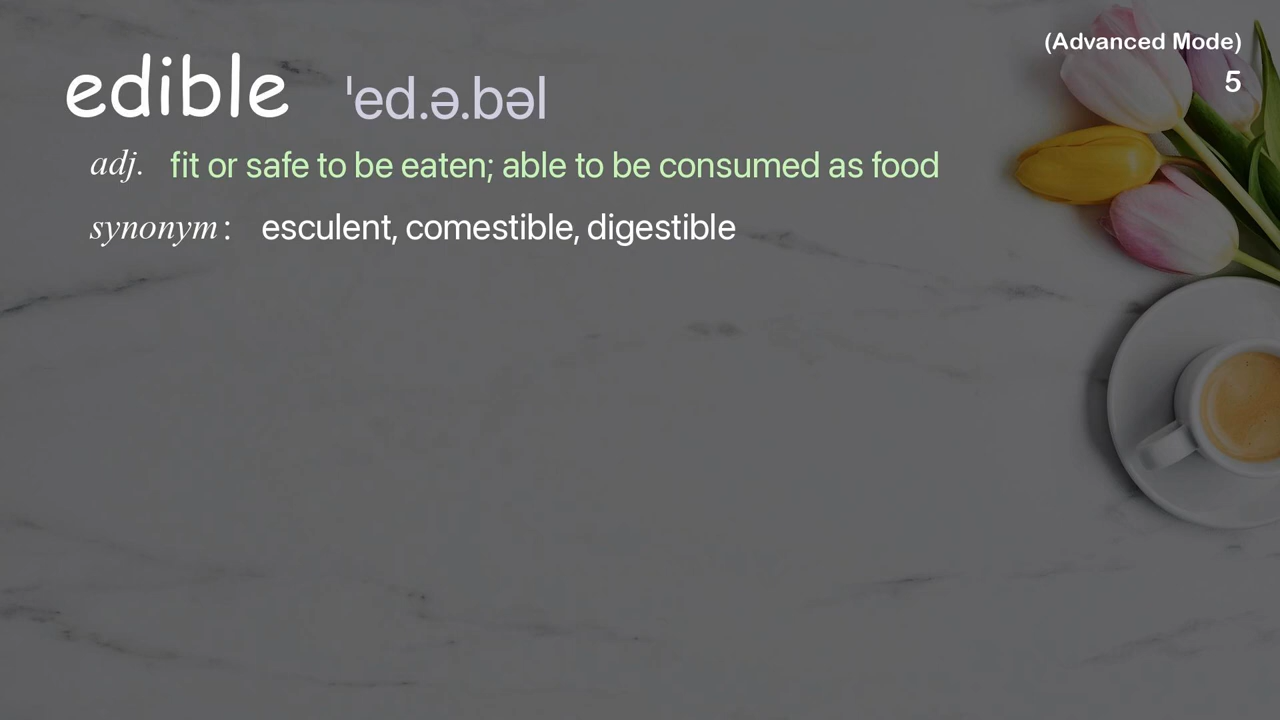 (Advanced Mode)
5
edible ˈed.ə.bəl
adj. fit or safe to be eaten; able to be consumed as food
synonym: esculent, comestible, digestible